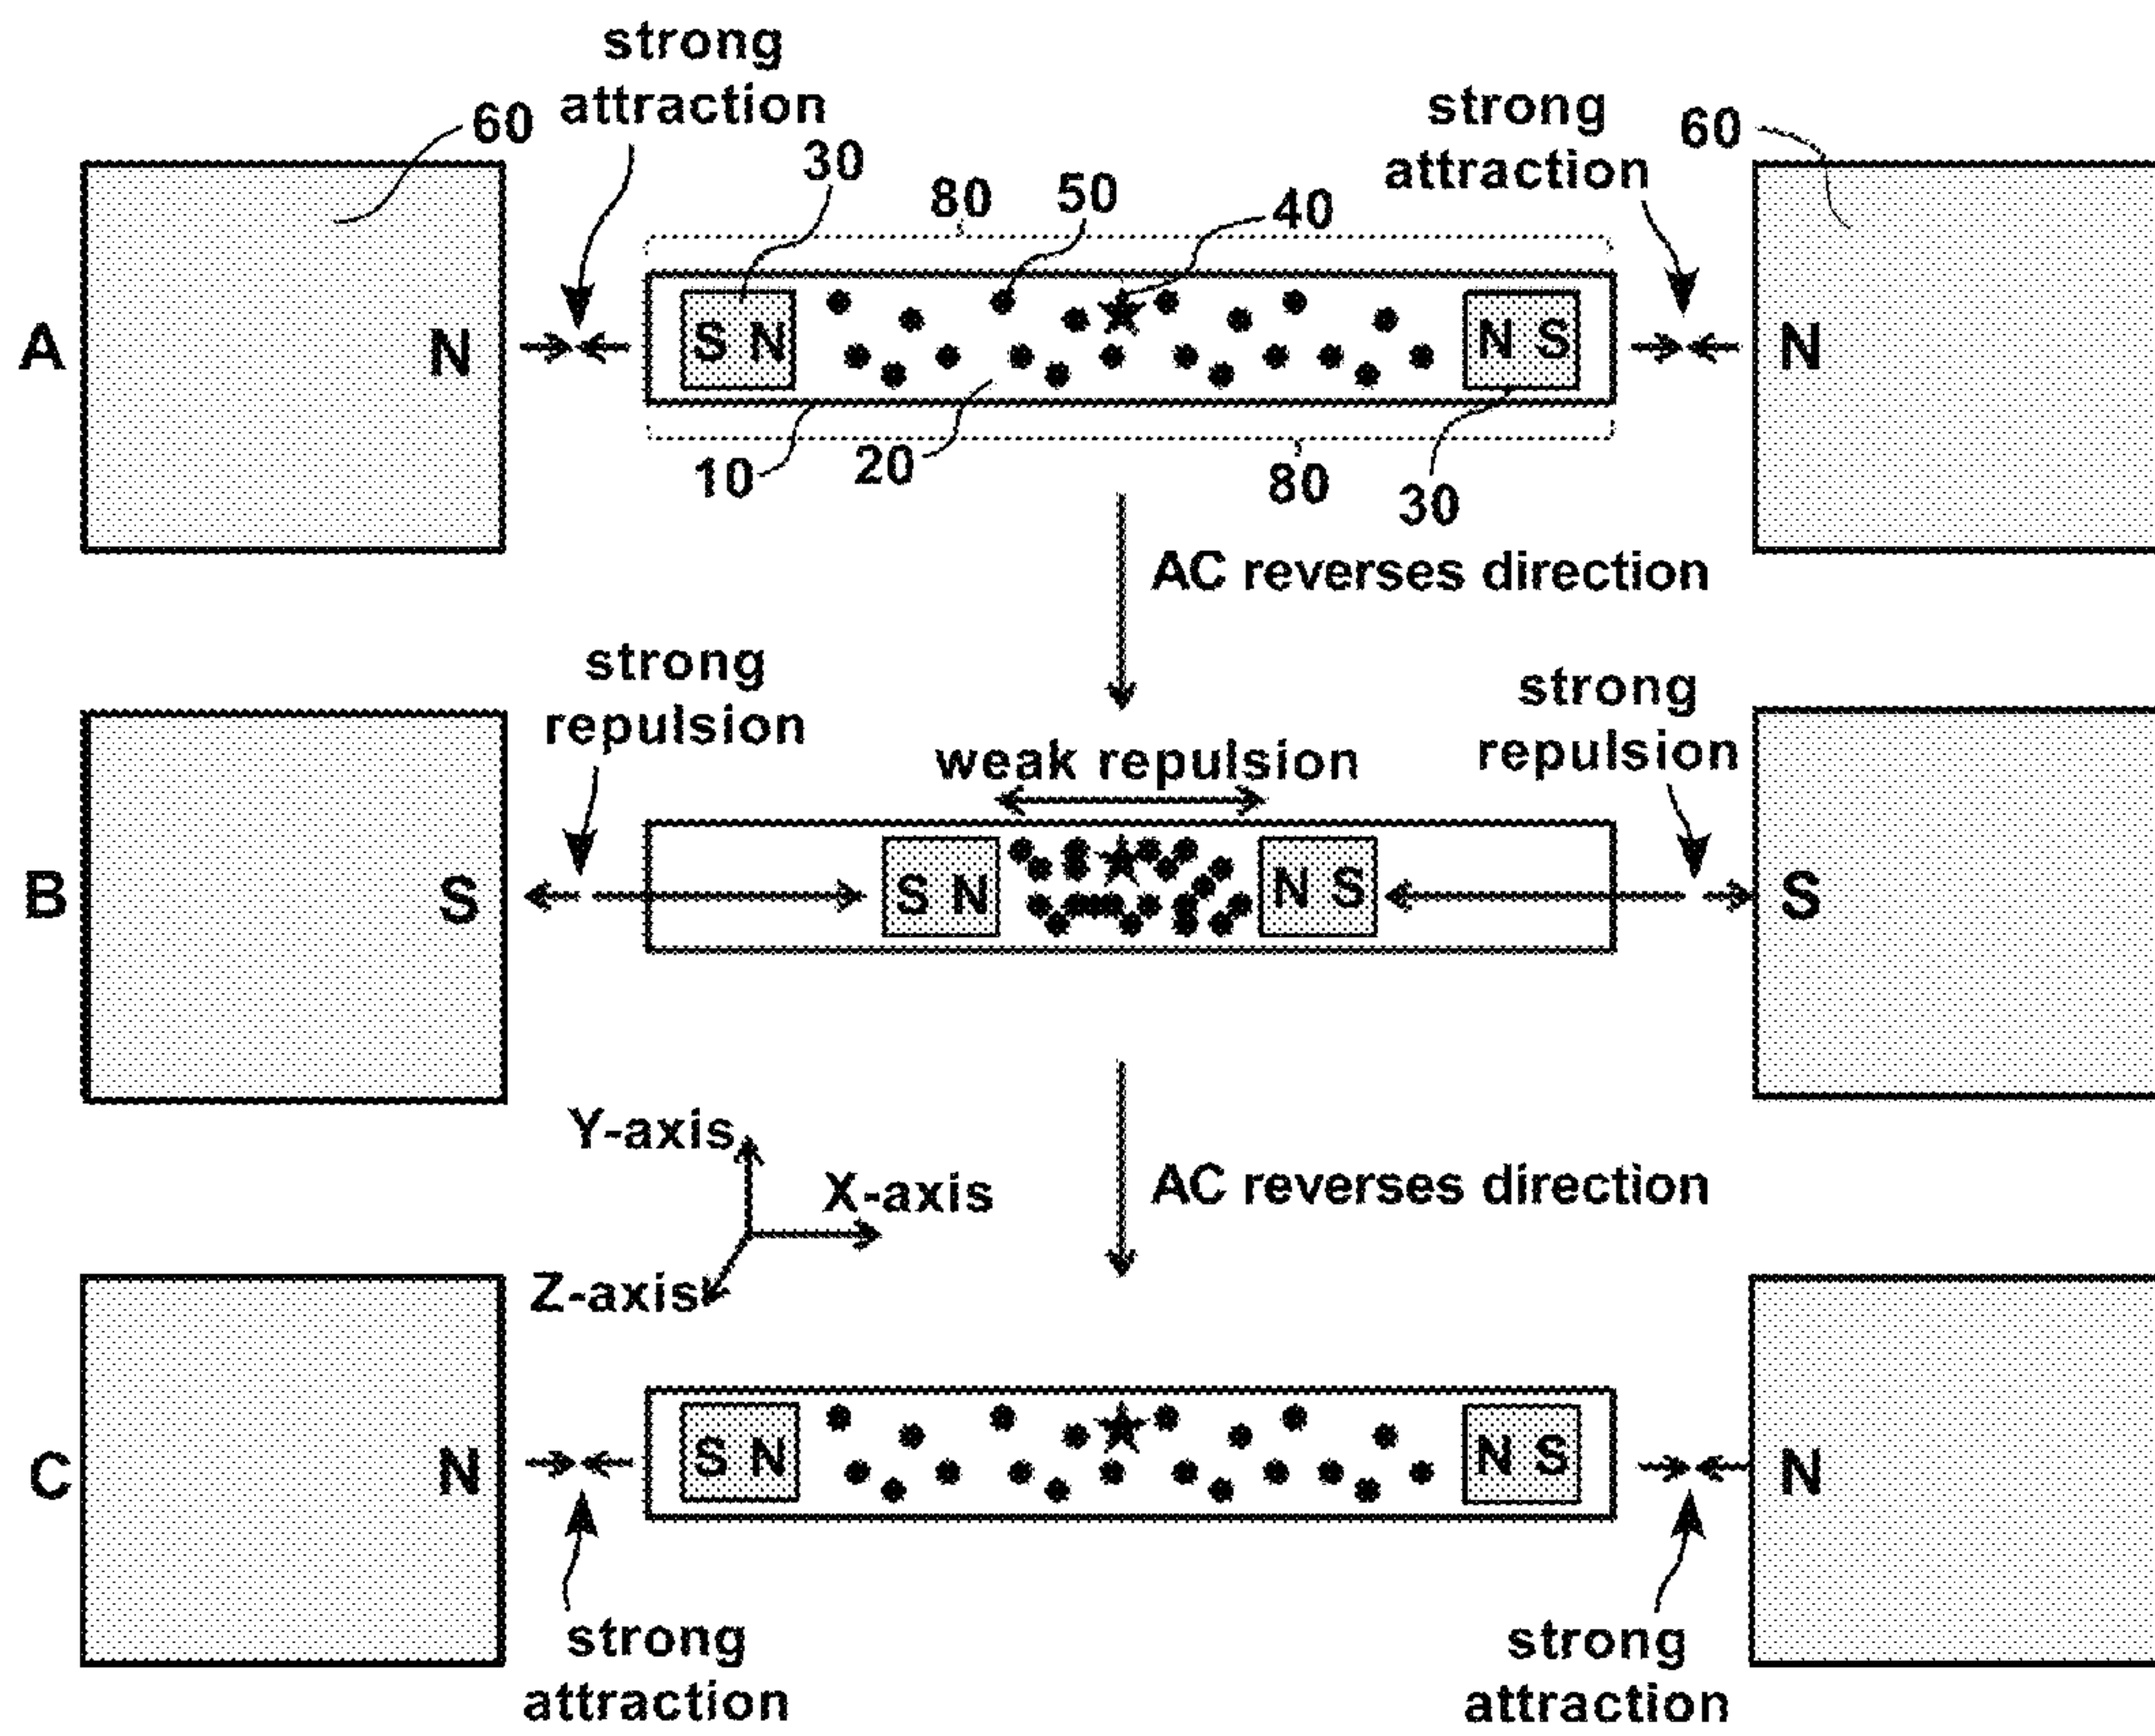 strong
attraction
60
30
80
50
40
strong
attraction
60
A
N
S N
N S
N
10
20
80
30
AC reverses direction
strong
repulsion
weak repulsion
strong
repulsion
B
S
S N
N S
S
Y-axis
X-axis
Z-axis
AC reverses direction
C
N
S N
N S
N
strong
attraction
strong
attraction